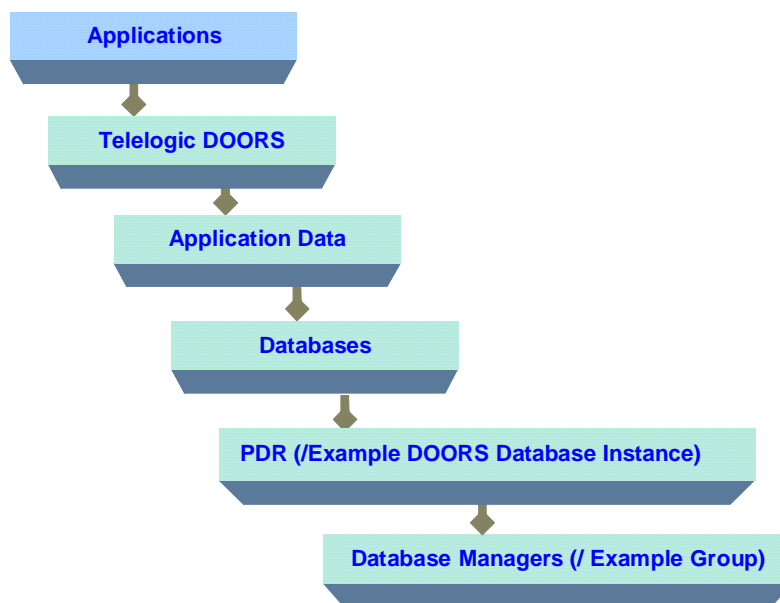 Applications
Telelogic DOORS
Application Data
Databases
PDR (/Example DOORS Database Instance)
Database Managers (/ Example Group)